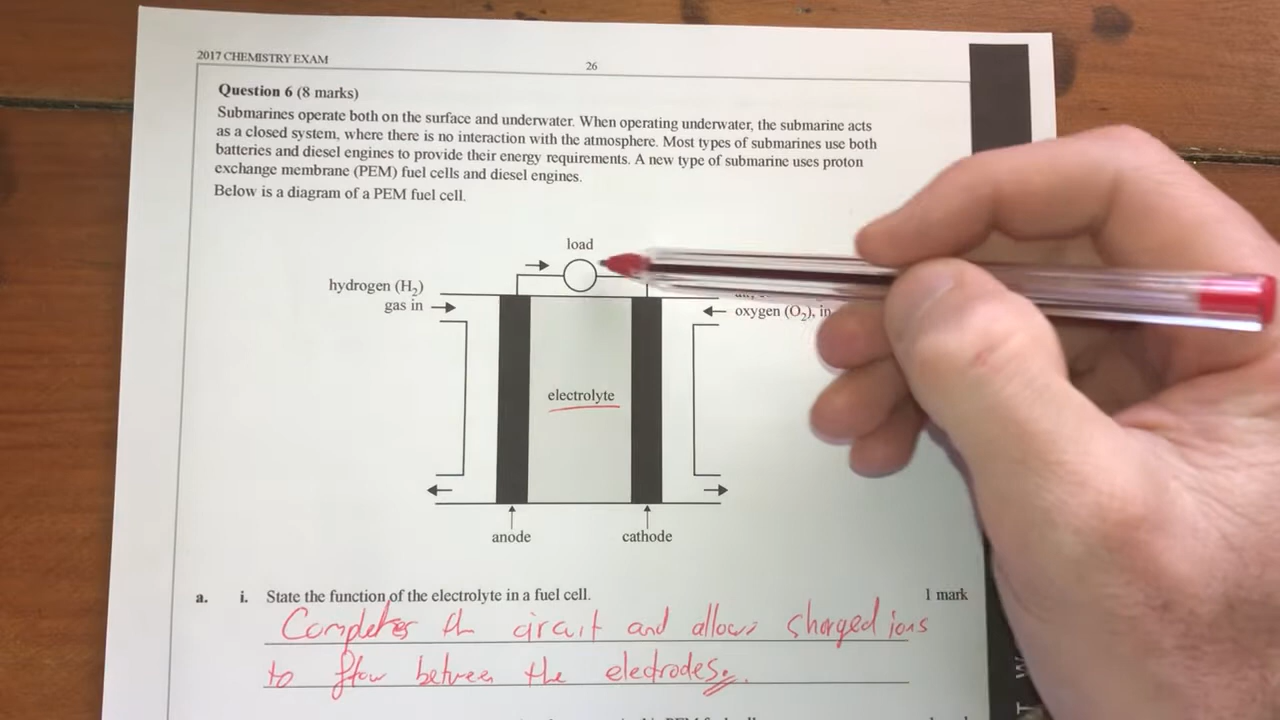 2017 CHEMISTRY EXAM
26
Question 6 (8 marks)
Submarines operate both on the surface and underwater. When operating underwater, the submarine acts
as a closed system, where there is no interaction with the atmosphere. Most types of submarines use both
batteries and diesel engines to provide their energy requirements. A new type of submarine uses proton
exchange membrane (PEM) fuel cells and diesel engines.
Below is a diagram of a PEM fuel cell.
load
hydrogen (H₂)
gas in
oxygen (O₂), in
electrolyte
anode
cathode
a. i. State the function of the electrolyte in a fuel cell.
1 mark
Completes the circuit and allows charged ions
to flow between the electrodes.